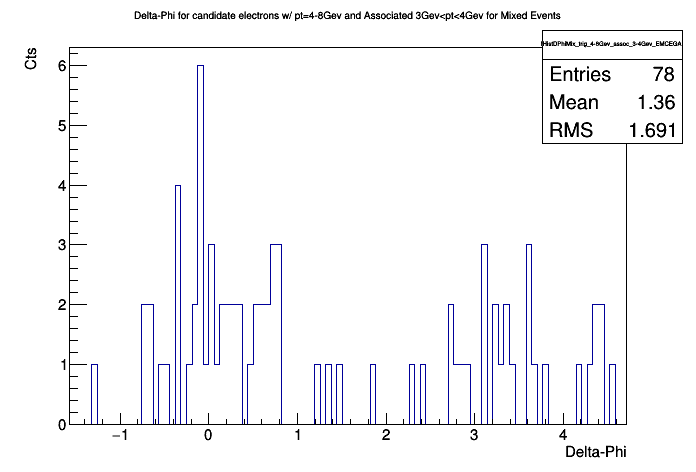 Delta-Phi for candidate electrons w/ pt=4-8Gev and Associated 3Gev<pt<4Gev for Mixed Events
Cts
HistDPhiMix_trig_4-8Gev_assoc_3-4Gev_EMCEGA
Entries 78
Mean 1.36
RMS 1.691
6
5
4
3
2
1
0
−1 0 1 2 3 4
Delta-Phi